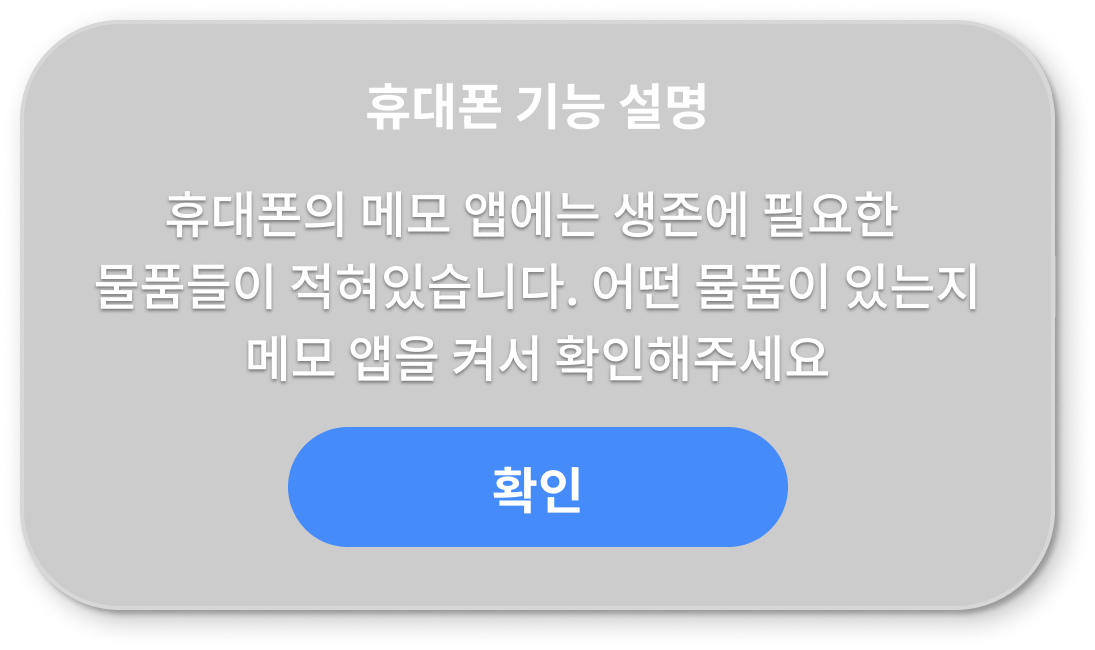 휴대폰 기능 설명
휴대폰의 메모 앱에는 생존에 필요한
물품들이 적혀있습니다. 어떤 물품이 있는지
메모 앱을 켜서 확인해주세요
확인